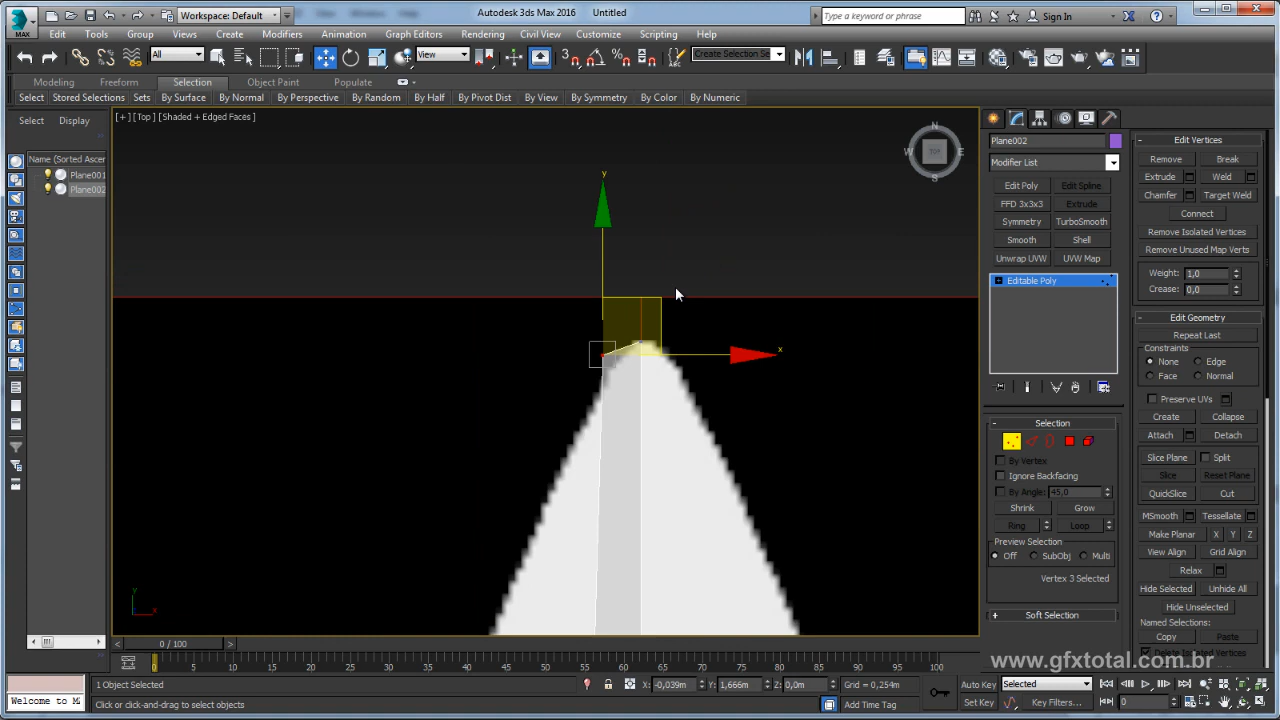 Workspace: Default
Autodesk 3ds Max 2016   Untitled
Type a keyword or phrase
Sign In
MAX
Edit   Tools   Group   Views   Create   Modifiers   Animation   Graph Editors   Rendering   Civil View   Customize   Scripting   Help
All
View
Create Selection Se
Modeling   Freeform   Selection   Object Paint   Populate
Select   Stored Selections   Sets   By Surface   By Normal   By Perspective   By Random   By Half   By Pivot Dist   By View   By Symmetry   By Color   By Numeric
Select   Display
[+] [Top] [Shaded + Edged Faces]
Name (Sorted Ascen
Plane001
Plane002
N
W   TOP   E
S
y
x
y
x
Plane002
Modifier List
Edit Poly   Edit Spline
FFD 3x3x3   Extrude
Symmetry   TurboSmooth
Smooth   Shell
Unwrap UVW   UVW Map
Editable Poly
Selection
By Vertex
Ignore Backfacing
By Angle: 45,0
Shrink   Grow
Ring   Loop
Preview Selection
Off   SubObj   Multi
Vertex 3 Selected
Soft Selection
Edit Vertices
Remove   Break
Extrude   Weld
Chamfer   Target Weld
Connect
Remove Isolated Vertices
Remove Unused Map Verts
Weight: 1,0
Crease: 0,0
Edit Geometry
Repeat Last
Constraints
None   Edge
Face   Normal
Preserve UVs
Create   Collapse
Attach   Detach
Slice Plane   Split
Slice   Reset Plane
QuickSlice   Cut
MSmooth   Tessellate
Make Planar   X   Y   Z
View Align   Grid Align
Relax
Hide Selected   Unhide All
Hide Unselected
Named Selections:
Copy   Paste
Delete Isolated Vertices
www.gfxtotal.com.br
0 / 100
0   5   10   15   20   25   30   35   40   45   50   55   60   65   70   75   80   85   90   95   100
1 Object Selected
X: -0,039m   Y: 1,666m   Z: 0,0m   Grid = 0,254m
Auto Key   Selected
Welcome to MA
Click or click-and-drag to select objects
Add Time Tag
Set Key   Key Filters...
0